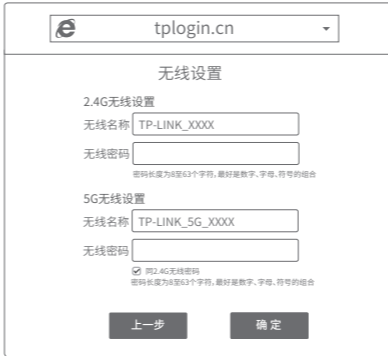 tplogin.cn
无线设置
2.4G无线设置
无线名称 TP-LINK_XXXX
无线密码
密码长度为8至63个字符,最好是数字、字母、符号的组合
5G无线设置
无线名称 TP-LINK_5G_XXXX
无线密码
同2.4G无线密码
密码长度为8至63个字符,最好是数字、字母、符号的组合
上一步 确 定